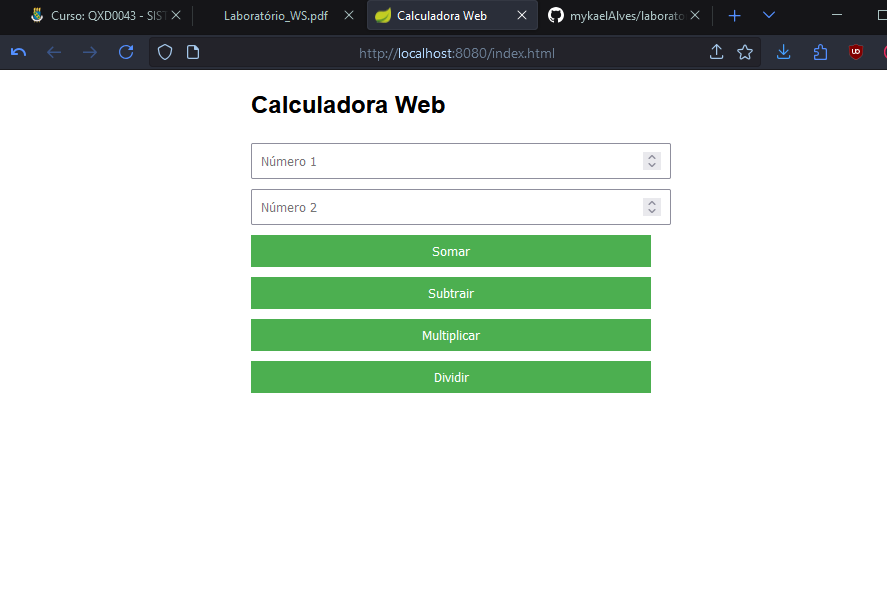 Curso: QXD0043 - SIST
Laboratório_WS.pdf
Calculadora Web
mykaelAlves/laborato
http://localhost:8080/index.html
Calculadora Web
Número 1
Número 2
Somar
Subtrair
Multiplicar
Dividir